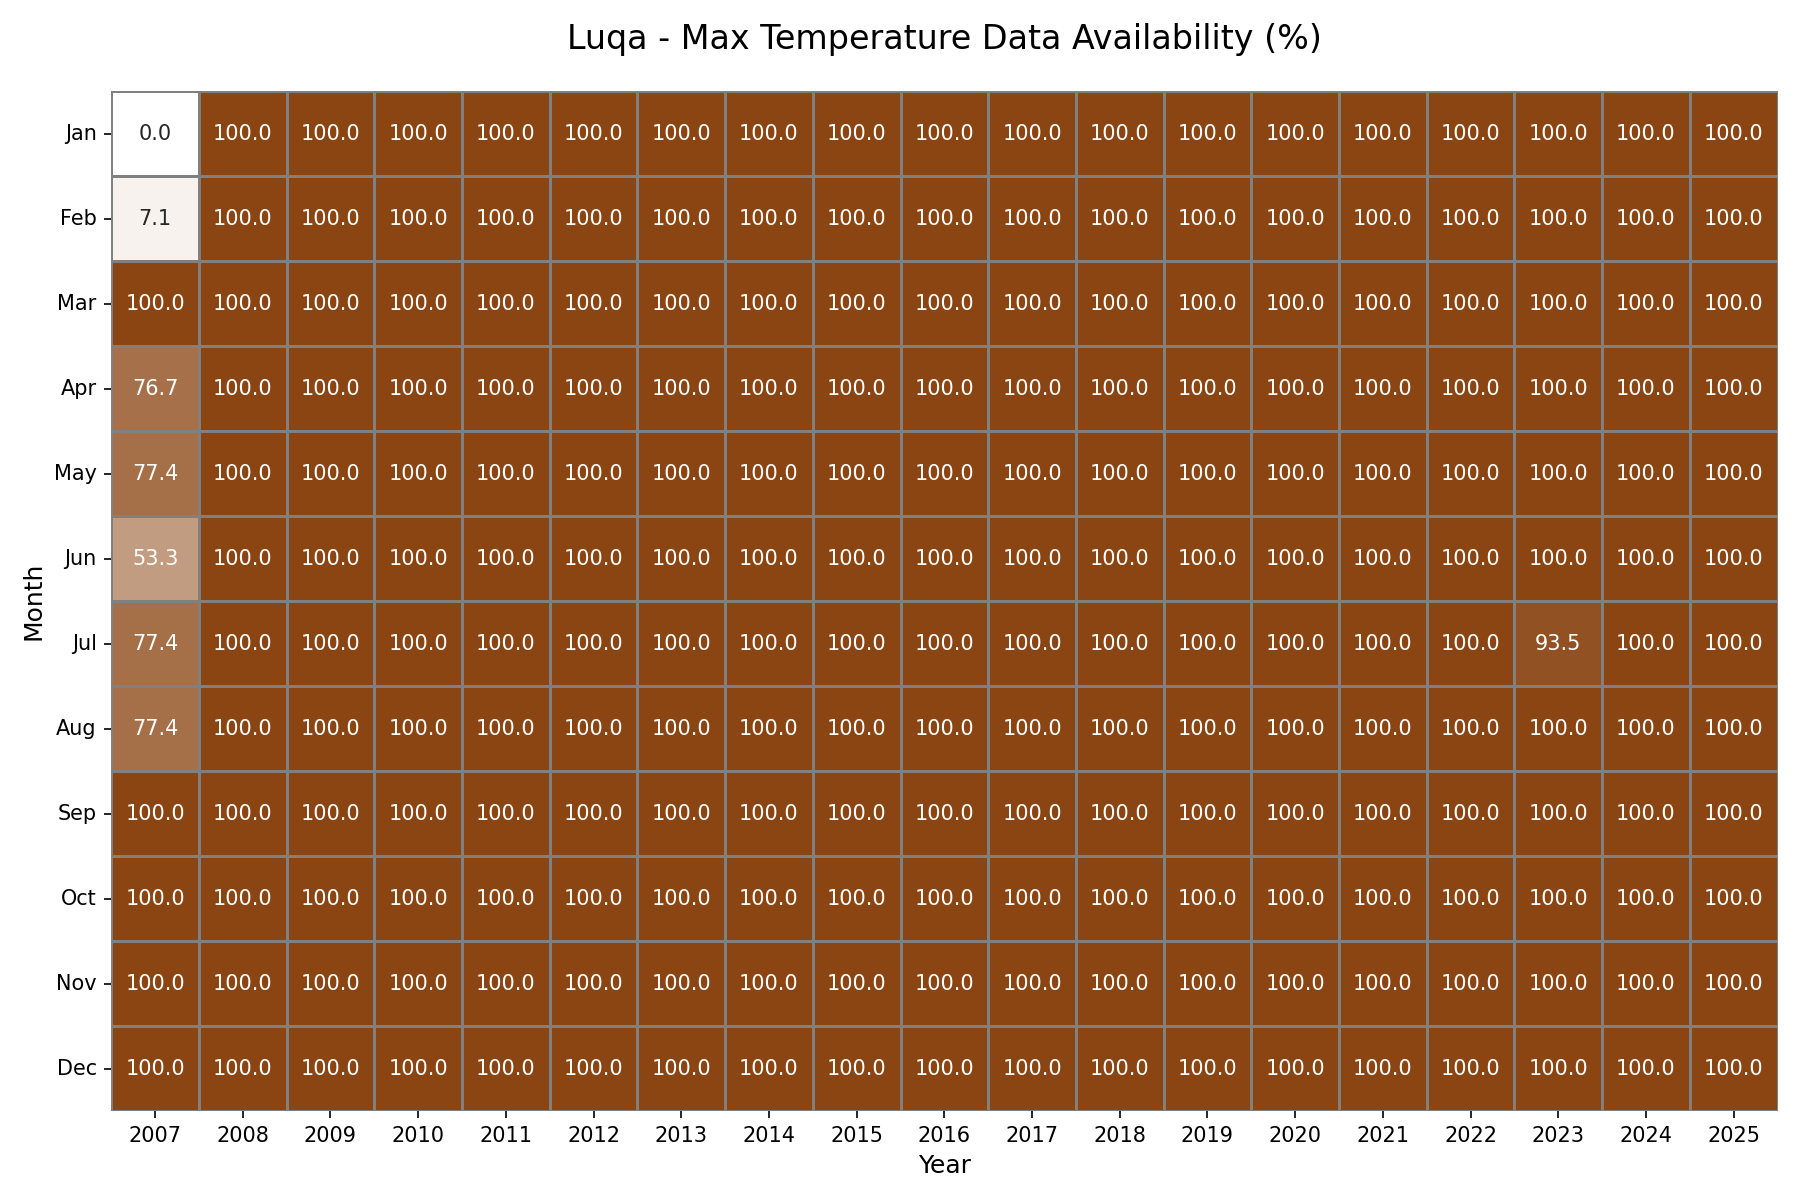 Luqa - Max Temperature Data Availability (%)
Jan 0.0 100.0 100.0 100.0 100.0 100.0 100.0 100.0 100.0 100.0 100.0 100.0 100.0 100.0 100.0 100.0 100.0 100.0 100.0
Feb 7.1 100.0 100.0 100.0 100.0 100.0 100.0 100.0 100.0 100.0 100.0 100.0 100.0 100.0 100.0 100.0 100.0 100.0 100.0
Mar 100.0 100.0 100.0 100.0 100.0 100.0 100.0 100.0 100.0 100.0 100.0 100.0 100.0 100.0 100.0 100.0 100.0 100.0 100.0
Apr 76.7 100.0 100.0 100.0 100.0 100.0 100.0 100.0 100.0 100.0 100.0 100.0 100.0 100.0 100.0 100.0 100.0 100.0 100.0
May 77.4 100.0 100.0 100.0 100.0 100.0 100.0 100.0 100.0 100.0 100.0 100.0 100.0 100.0 100.0 100.0 100.0 100.0 100.0
Jun 53.3 100.0 100.0 100.0 100.0 100.0 100.0 100.0 100.0 100.0 100.0 100.0 100.0 100.0 100.0 100.0 100.0 100.0 100.0
Month
Jul 77.4 100.0 100.0 100.0 100.0 100.0 100.0 100.0 100.0 100.0 100.0 100.0 100.0 100.0 100.0 100.0 93.5 100.0 100.0
Aug 77.4 100.0 100.0 100.0 100.0 100.0 100.0 100.0 100.0 100.0 100.0 100.0 100.0 100.0 100.0 100.0 100.0 100.0 100.0
Sep 100.0 100.0 100.0 100.0 100.0 100.0 100.0 100.0 100.0 100.0 100.0 100.0 100.0 100.0 100.0 100.0 100.0 100.0 100.0
Oct 100.0 100.0 100.0 100.0 100.0 100.0 100.0 100.0 100.0 100.0 100.0 100.0 100.0 100.0 100.0 100.0 100.0 100.0 100.0
Nov 100.0 100.0 100.0 100.0 100.0 100.0 100.0 100.0 100.0 100.0 100.0 100.0 100.0 100.0 100.0 100.0 100.0 100.0 100.0
Dec 100.0 100.0 100.0 100.0 100.0 100.0 100.0 100.0 100.0 100.0 100.0 100.0 100.0 100.0 100.0 100.0 100.0 100.0 100.0
2007 2008 2009 2010 2011 2012 2013 2014 2015 2016 2017 2018 2019 2020 2021 2022 2023 2024 2025
Year